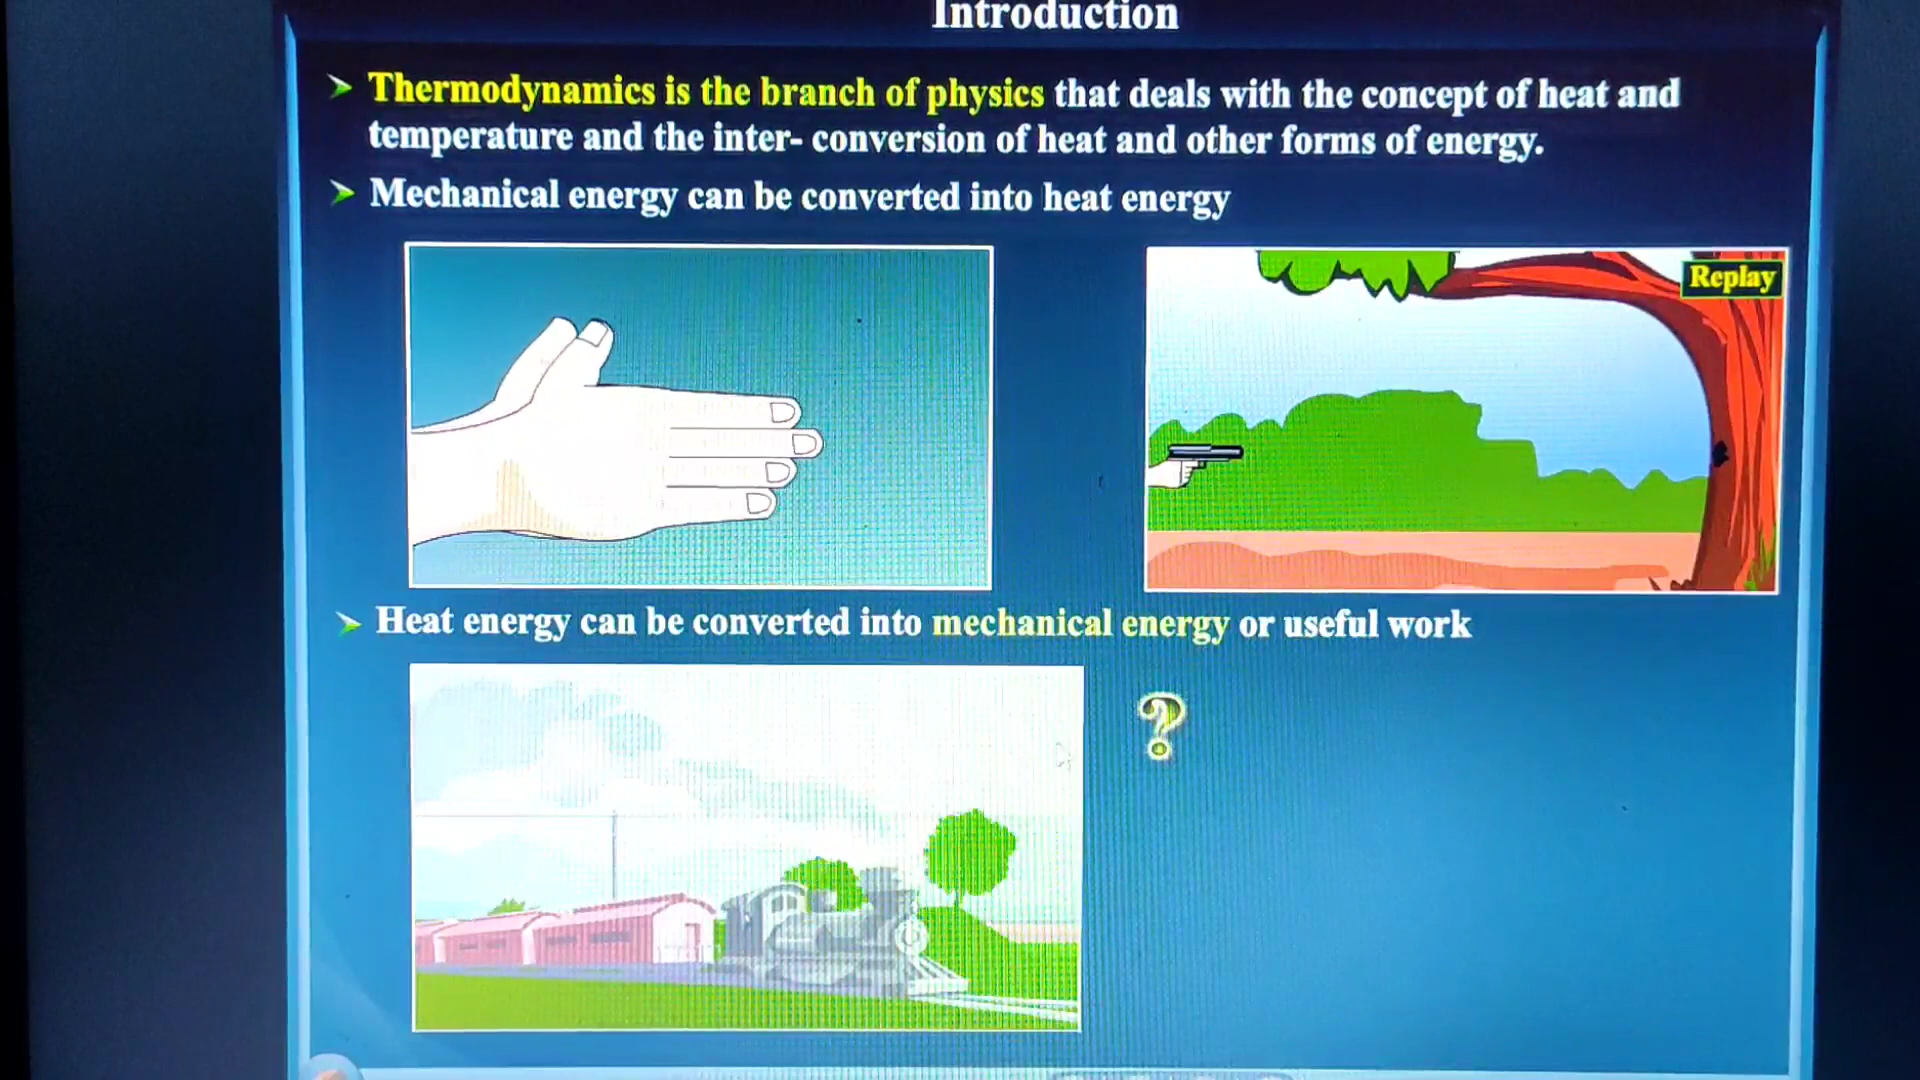 Introduction
Thermodynamics is the branch of physics that deals with the concept of heat and
temperature and the inter- conversion of heat and other forms of energy.
Mechanical energy can be converted into heat energy
Replay
Heat energy can be converted into mechanical energy or useful work
?